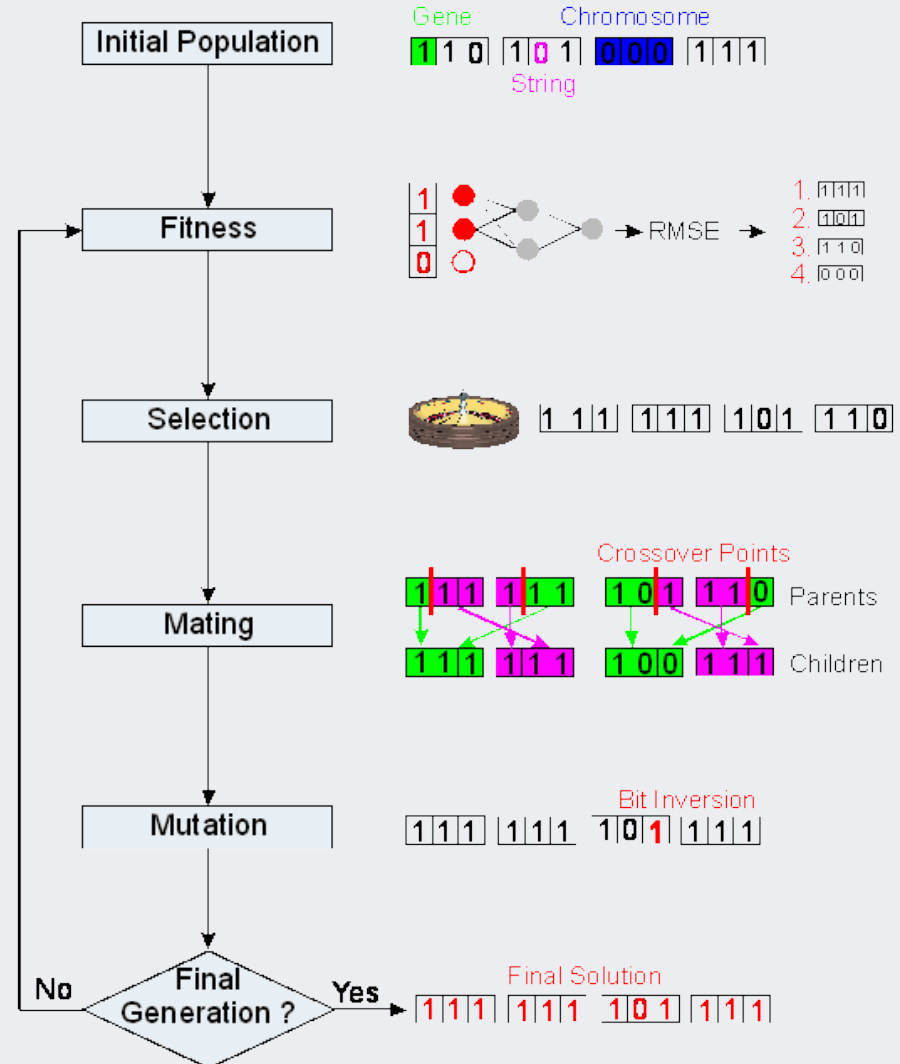 Gene Chromosome
Initial Population
1 1 0 1 0 1 0 0 0 1 1 1
String
1
1
0
Fitness
RMSE
1. 1 1 1
2. 1 0 1
3. 1 1 0
4. 0 0 0
Selection
1 1 1 1 1 1 1 0 1 1 1 0
Crossover Points
1 1 1 1 1 1 1 0 1 1 1 0 Parents
Mating
1 1 1 1 1 1 1 0 0 1 1 1 Children
Bit Inversion
Mutation
1 1 1 1 1 1 1 0 1 1 1 1
Final Solution
No
Final
Generation ?
Yes
1 1 1 1 1 1 1 0 1 1 1 1